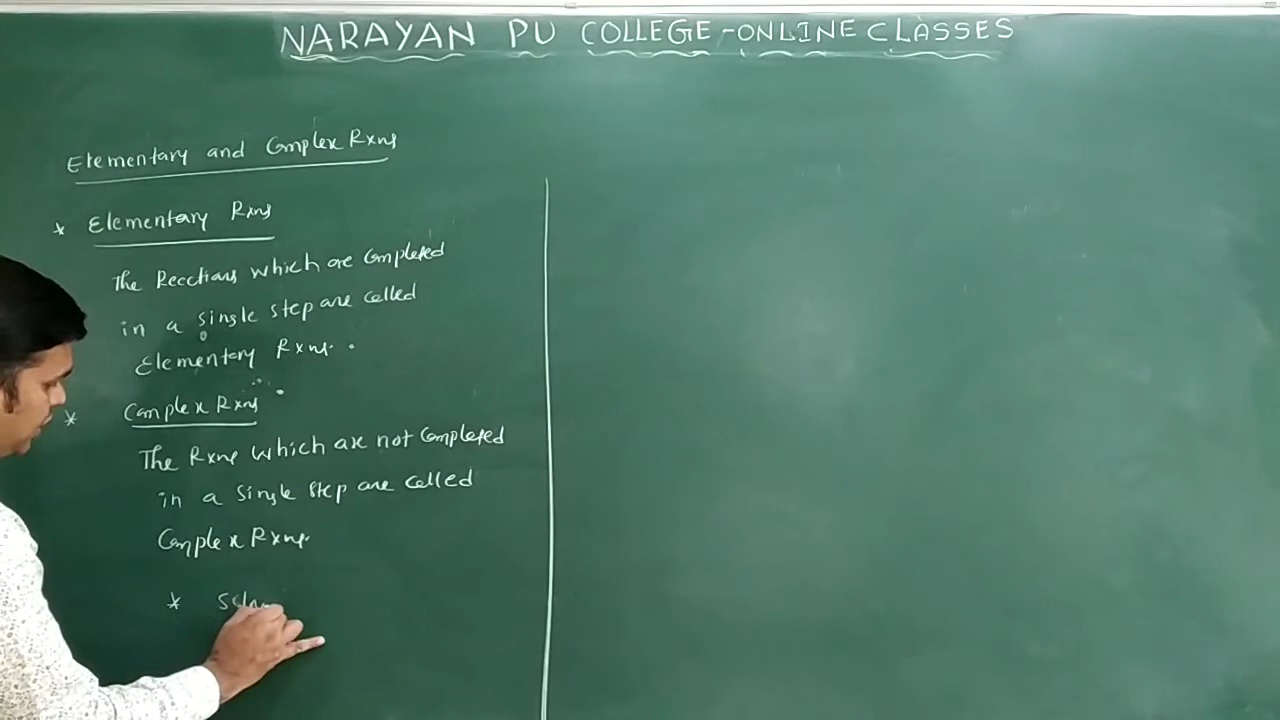 NARAYAN PU COLLEGE-ONLINE CLASSES
Elementary and Complex Rxns
* Elementary Rxns
The Reactions which are completed
in a single step are called
Elementary Rxns.
* Complex Rxns
The Rxns which are not completed
in a single step are called
Complex Rxns.
*